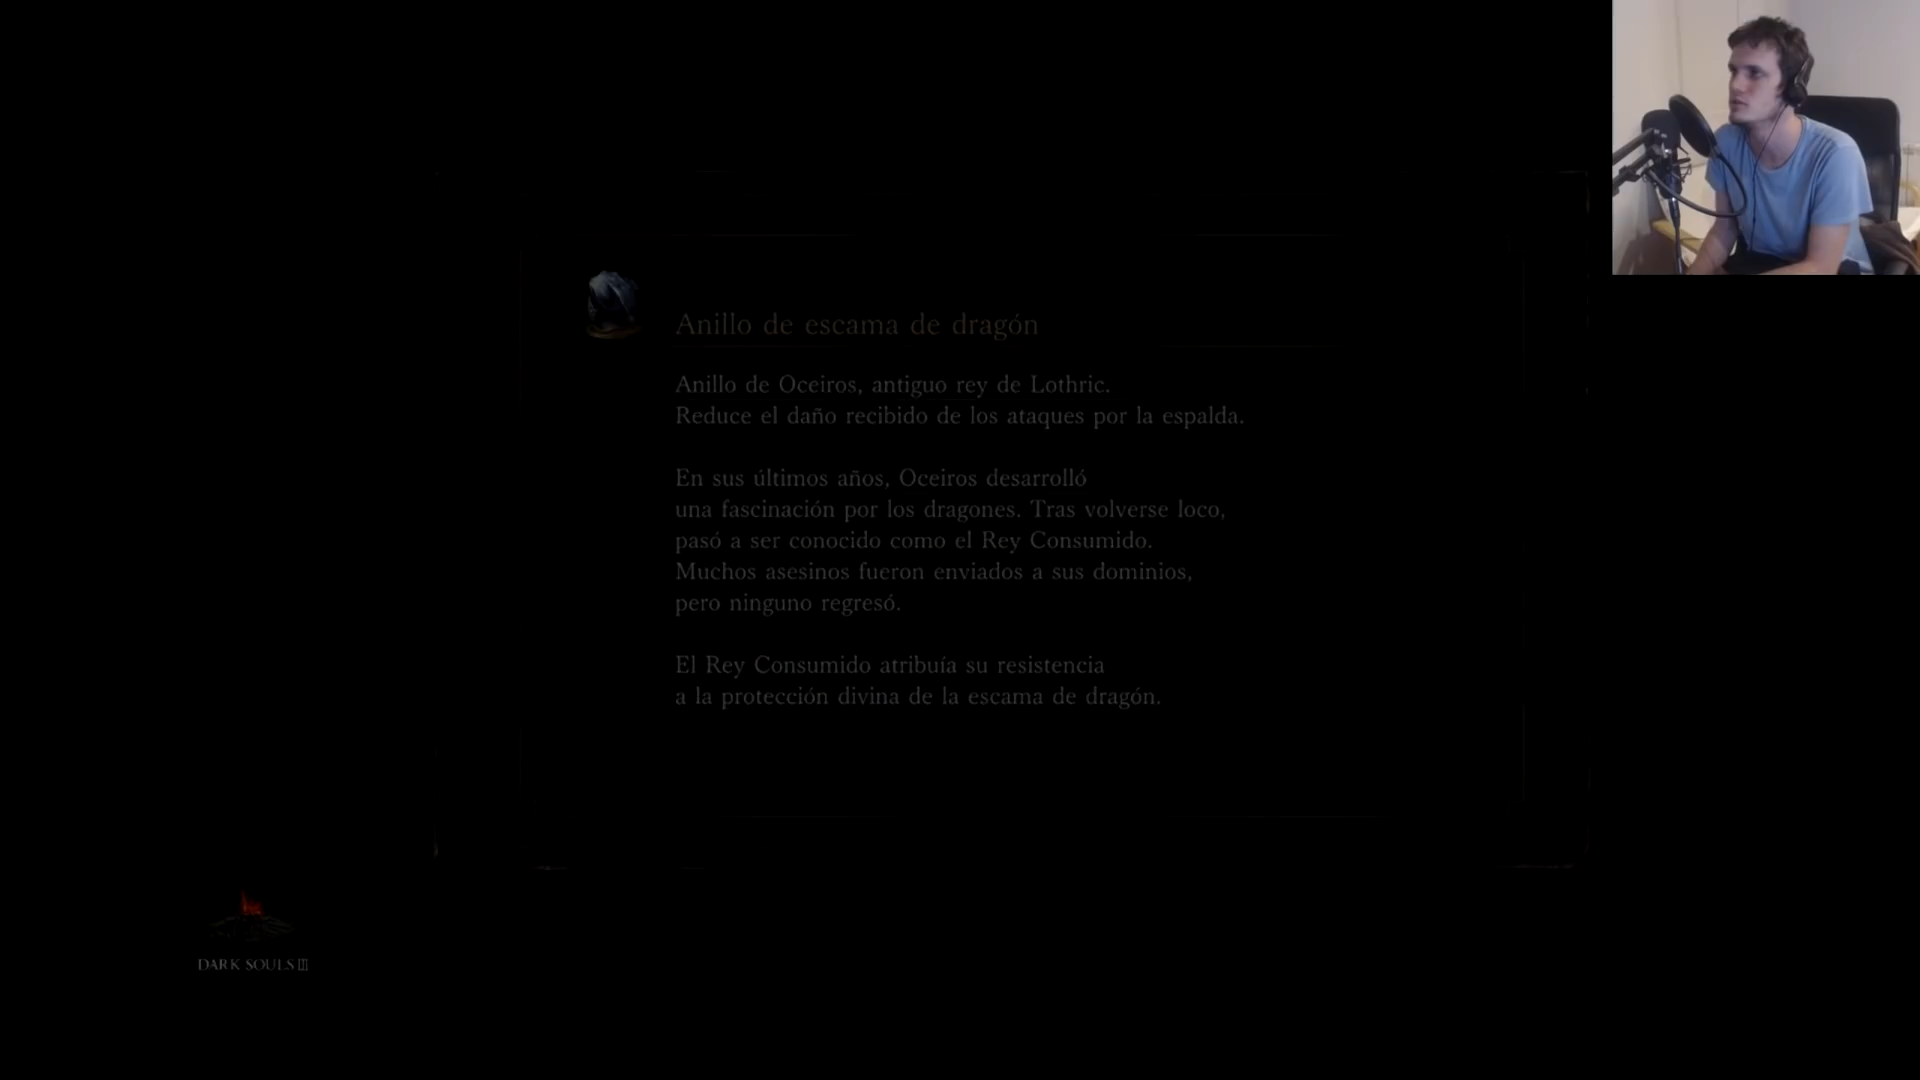 Anillo de escama de dragón
Anillo de Oceiros, antiguo rey de Lothric.
Reduce el daño recibido de los ataques por la espalda.
En sus últimos años, Oceiros desarrolló
una fascinación por los dragones. Tras volverse loco,
pasó a ser conocido como el Rey Consumido.
Muchos asesinos fueron enviados a sus dominios,
pero ninguno regresó.
El Rey Consumido atribuía su resistencia
a la protección divina de la escama de dragón.
DARK SOULS III